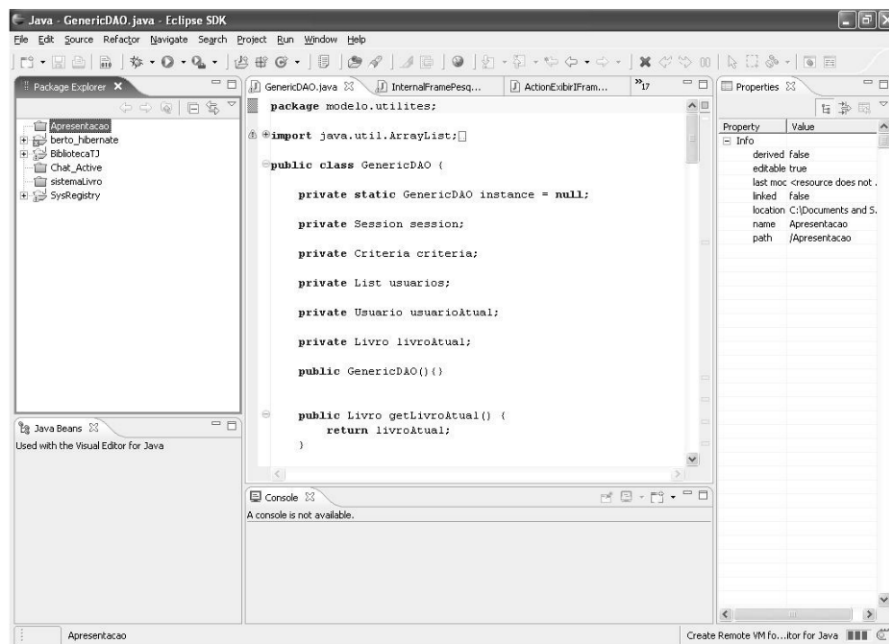 Java - GenericDAO.java - Eclipse SDK
File Edit Source Refactor Navigate Search Project Run Window Help
Package Explorer
Apresentacao
berto_hibernate
BibliotecaTJ
Chat_Active
sistemaLivro
SysRegistry
GenericDAO.java InternalFramePesq... ActionExibirIFram... »17
package modelo.utilites;
import java.util.ArrayList;
public class GenericDAO {
private static GenericDAO instance = null;
private Session session;
private Criteria criteria;
private List usuarios;
private Usuario usuarioAtual;
private Livro livroAtual;
public GenericDAO(){}
public Livro getLivroAtual() {
return livroAtual;
}
Properties
Property Value
Info
derived false
editable true
last moc <resource does not .
linked false
location C:\Documents and S.
name Apresentacao
path /Apresentacao
Java Beans
Used with the Visual Editor for Java
Console
A console is not available.
Apresentacao
Create Remote VM fo...itor for Java